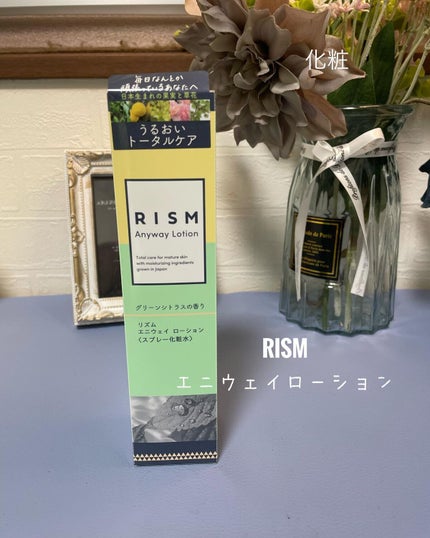 化粧
毎日なんとか
頑張っているあなたへ
日本生まれの果実と草花
うるおい
トータルケア
RISM
Anyway Lotion
Total care for mature skin
with moisturizing ingredients
grown in Japan
グリーンシトラスの香り
リズム
エニウェイ ローション
〈スプレー化粧水〉
de Paris
RISM
エニウェイローション